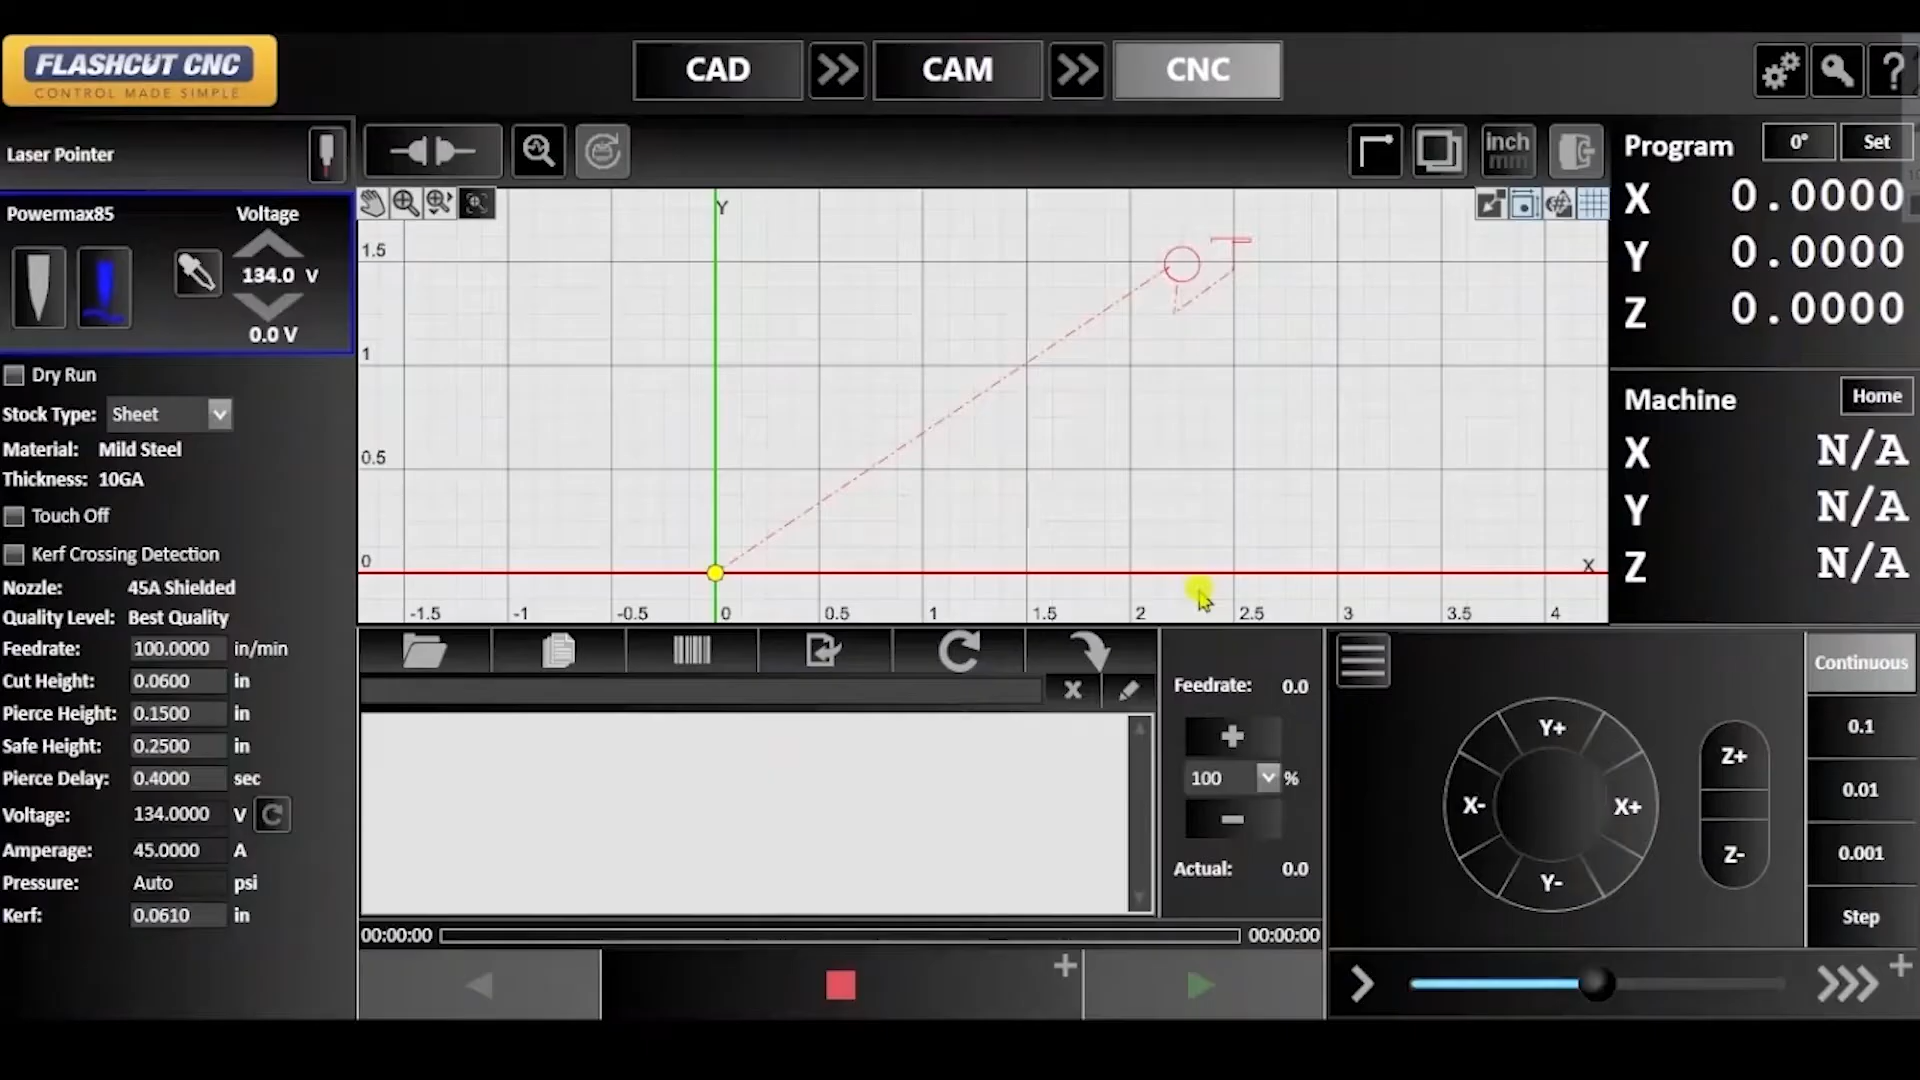 FLASHCUT CNC
CONTROL MADE SIMPLE
CAD
CAM
CNC
?
Laser Pointer
inch
mm
Program
0°
Set
X
0.0000
Y
0.0000
Z
0.0000
Powermax85
Voltage
134.0 V
0.0 V
Dry Run
Stock Type: Sheet
Material: Mild Steel
Thickness: 10GA
Touch Off
Kerf Crossing Detection
Nozzle: 45A Shielded
Quality Level: Best Quality
Feedrate: 100.0000 in/min
Cut Height: 0.0600 in
Pierce Height: 0.1500 in
Safe Height: 0.2500 in
Pierce Delay: 0.4000 sec
Voltage: 134.0000 V
Amperage: 45.0000 A
Pressure: Auto psi
Kerf: 0.0610 in
Y
1.5
1
0.5
0
X
-1.5 -1 -0.5 0 0.5 1 1.5 2 2.5 3 3.5 4
Machine
Home
X
N/A
Y
N/A
Z
N/A
Feedrate: 0.0
100 %
Actual: 0.0
00:00:00
00:00:00
Y+
X-
X+
Y-
Z+
Z-
Continuous
0.1
0.01
0.001
Step